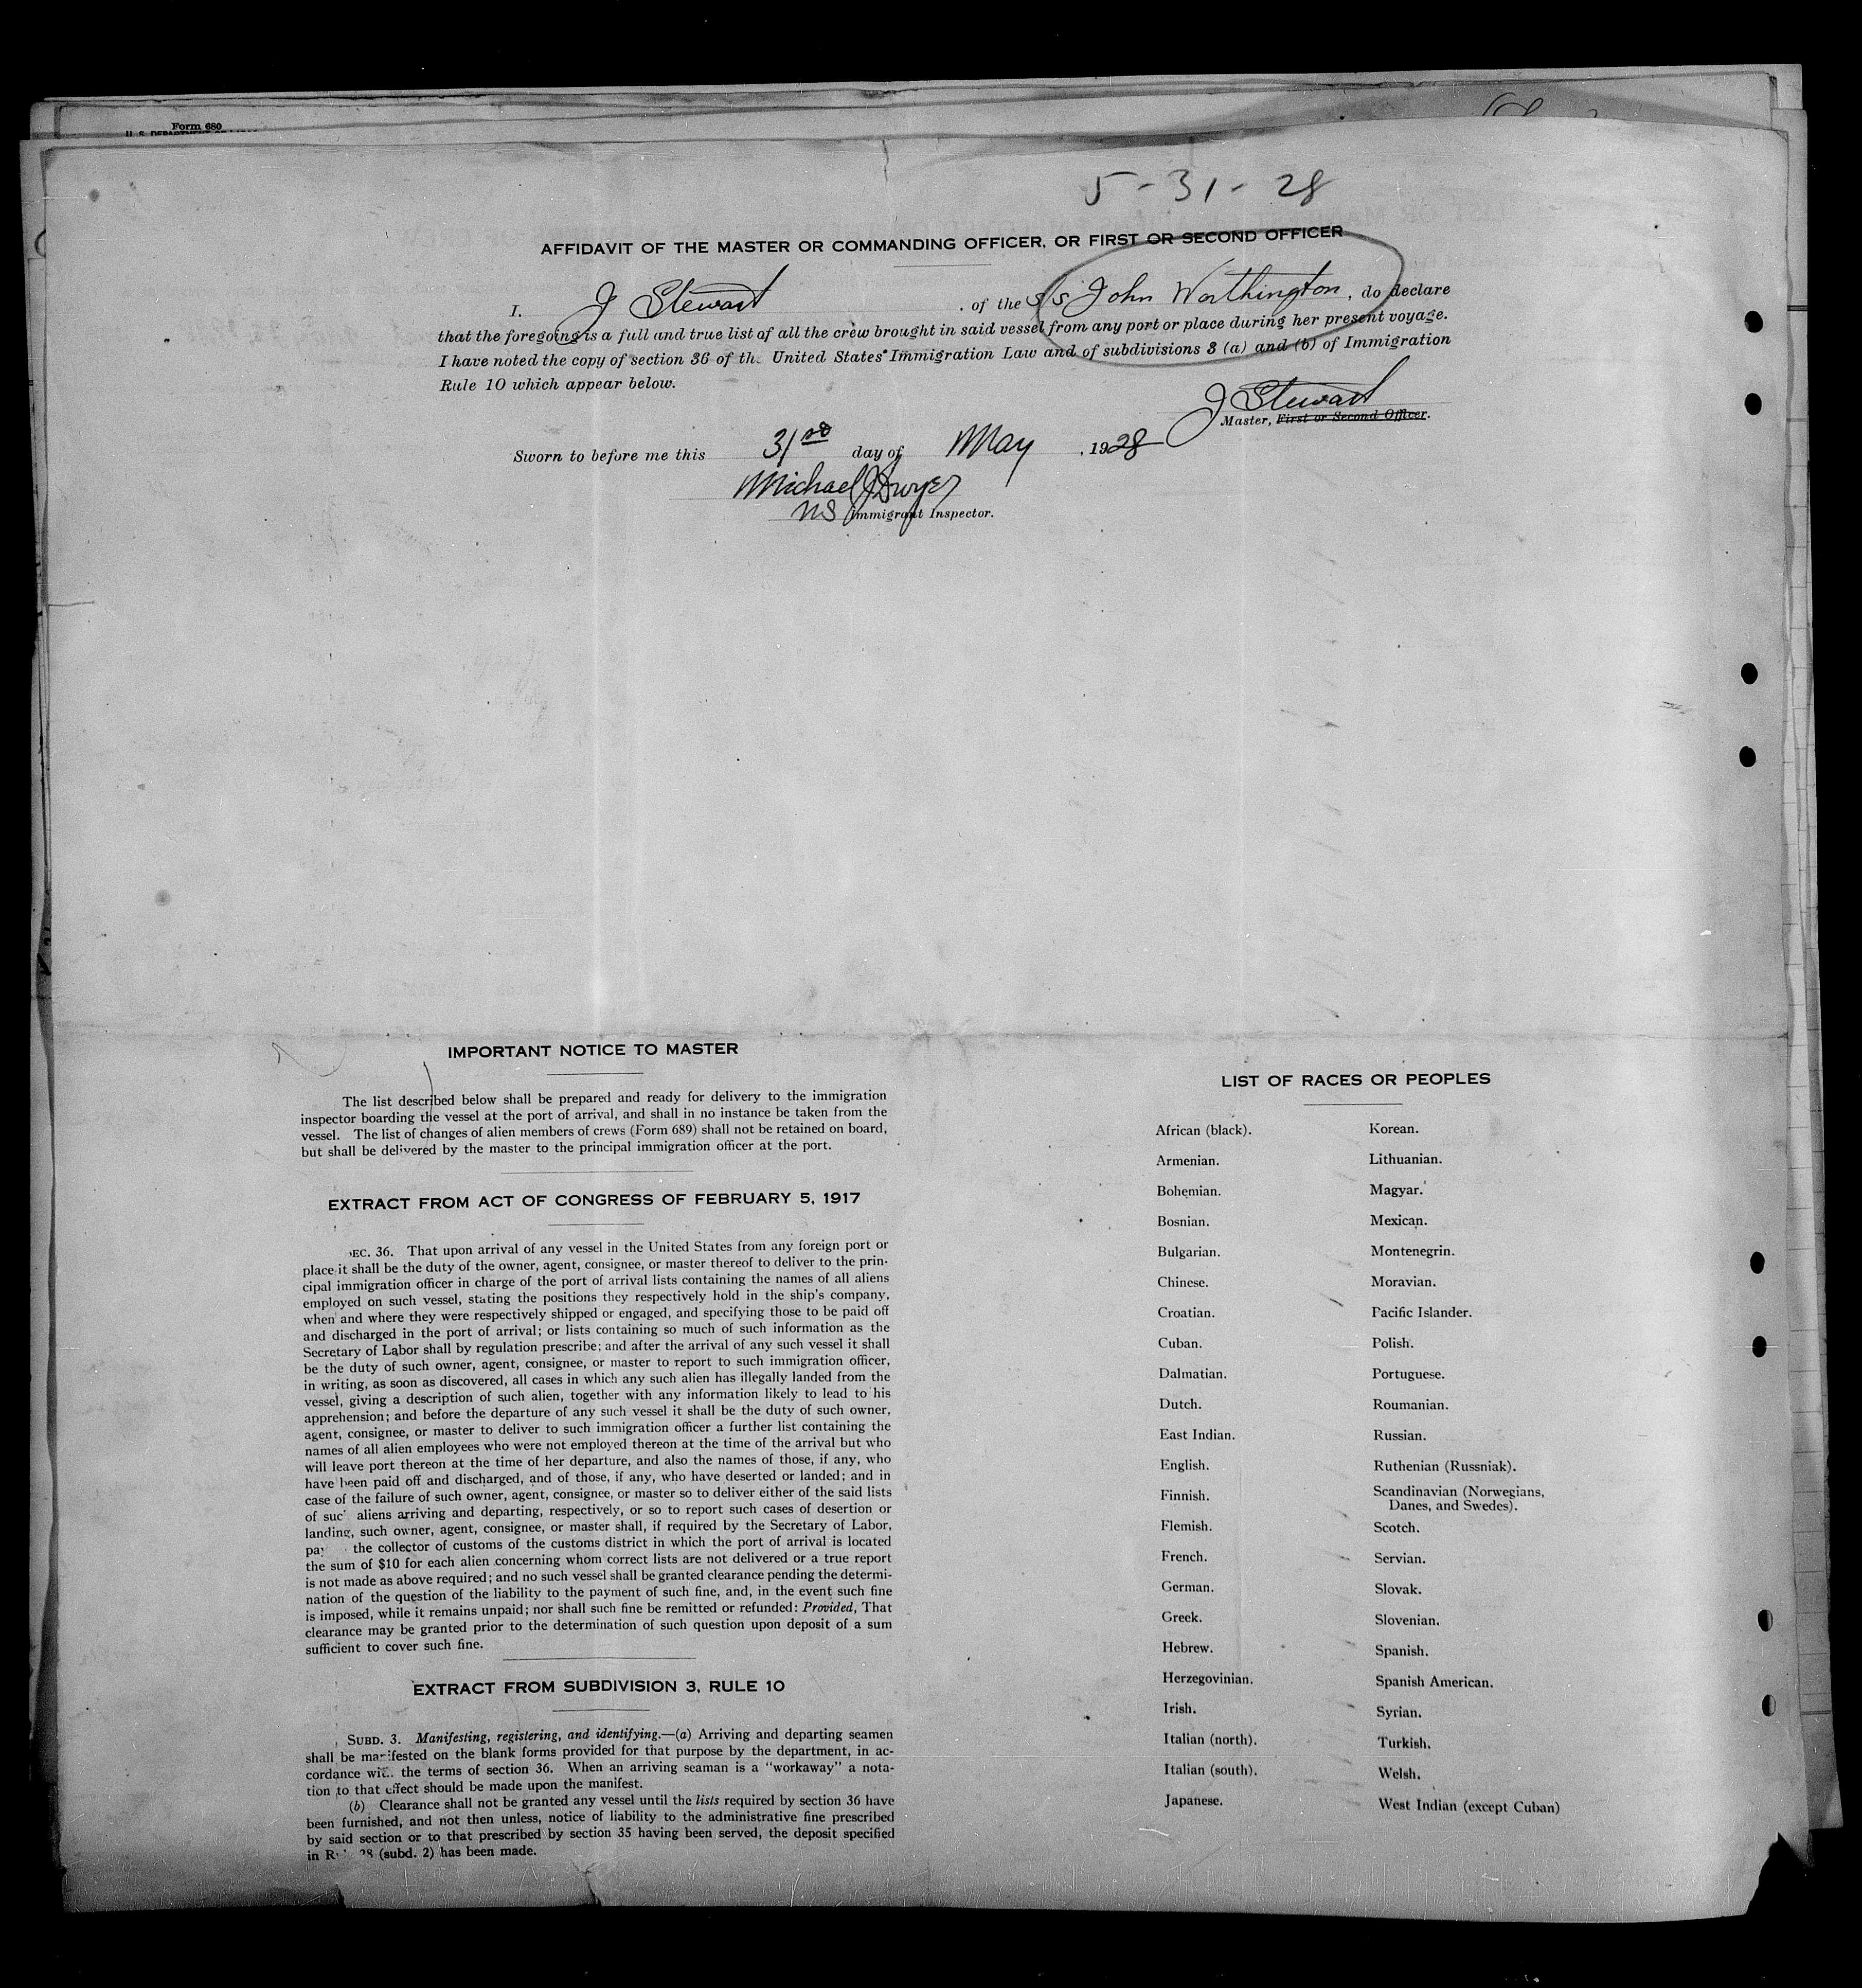 Form 680
5-31-28
AFFIDAVIT OF THE MASTER OR COMMANDING OFFICER, OR FIRST OR SECOND OFFICER
I, J Stewart, of the S/S John Worthington, do declare
that the foregoing is a full and true list of all the crew brought in said vessel from any port or place during her present voyage.
I have noted the copy of section 36 of th United States Immigration Law and of subdivisions 3 (a) and (b) of Immigration
Rule 10 which appear below.
J Stewart
Master, First or Second Officer.
Sworn to before me this 31 day of May, 1928
Michael J Dwyer
Immigrant Inspector.
IMPORTANT NOTICE TO MASTER
The list described below shall be prepared and ready for delivery to the immigration
inspector boarding the vessel at the port of arrival, and shall in no instance be taken from the
vessel. The list of changes of alien members of crews (Form 689) shall not be retained on board,
but shall be delivered by the master to the principal immigration officer at the port.
EXTRACT FROM ACT OF CONGRESS OF FEBRUARY 5, 1917
EC. 36. That upon arrival of any vessel in the United States from any foreign port or
place it shall be the duty of the owner, agent, consignee, or master thereof to deliver to the prin-
cipal immigration officer in charge of the port of arrival lists containing the names of all aliens
employed on such vessel, stating the positions they respectively hold in the ship's company,
when and where they were respectively shipped or engaged, and specifying those to be paid off
and discharged in the port of arrival; or lists containing so much of such information as the
Secretary of Labor shall by regulation prescribe; and after the arrival of any such vessel it shall
be the duty of such owner, agent, consignee, or master to report to such immigration officer,
in writing, as soon as discovered, all cases in which any such alien has illegally landed from the
vessel, giving a description of such alien, together with any information likely to lead to his
apprehension; and before the departure of any such vessel it shall be the duty of such owner,
agent, consignee, or master to deliver to such immigration officer a further list containing the
names of all alien employees who were not employed thereon at the time of the arrival but who
will leave port thereon at the time of her departure, and also the names of those, if any, who
have been paid off and discharged, and of those, if any, who have deserted or landed; and in
case of the failure of such owner, agent, consignee, or master so to deliver either of the said lists
of suc aliens arriving and departing, respectively, or so to report such cases of desertion or
landing, such owner, agent, consignee, or master shall, if required by the Secretary of Labor,
pay the collector of customs of the customs district in which the port of arrival is located
the sum of $10 for each alien concerning whom correct lists are not delivered or a true report
is not made as above required; and no such vessel shall be granted clearance pending the determi-
nation of the question of the liability to the payment of such fine, and, in the event such fine
is imposed, while it remains unpaid; nor shall such fine be remitted or refunded: Provided, That
clearance may be granted prior to the determination of such question upon deposit of a sum
sufficient to cover such fine.
EXTRACT FROM SUBDIVISION 3, RULE 10
SUBD. 3. Manifesting, registering, and identifying.—(a) Arriving and departing seamen
shall be manifested on the blank forms provided for that purpose by the department, in ac-
cordance with the terms of section 36. When an arriving seaman is a "workaway" a nota-
tion to that effect should be made upon the manifest.
(b) Clearance shall not be granted any vessel until the lists required by section 36 have
been furnished, and not then unless, notice of liability to the administrative fine prescribed
by said section or to that prescribed by section 35 having been served, the deposit specified
in Rule 28 (subd. 2) has been made.
LIST OF RACES OR PEOPLES
African (black).
Armenian.
Bohemian.
Bosnian.
Bulgarian.
Chinese.
Croatian.
Cuban.
Dalmatian.
Dutch.
East Indian.
English.
Finnish.
Flemish.
French.
German.
Greek.
Hebrew.
Herzegovinian.
Irish.
Italian (north).
Italian (south).
Japanese.
Korean.
Lithuanian.
Magyar.
Mexican.
Montenegrin.
Moravian.
Pacific Islander.
Polish.
Portuguese.
Roumanian.
Russian.
Ruthenian (Russniak).
Scandinavian (Norwegians,
Danes, and Swedes).
Scotch.
Servian.
Slovak.
Slovenian.
Spanish.
Spanish American.
Syrian.
Turkish.
Welsh.
West Indian (except Cuban)